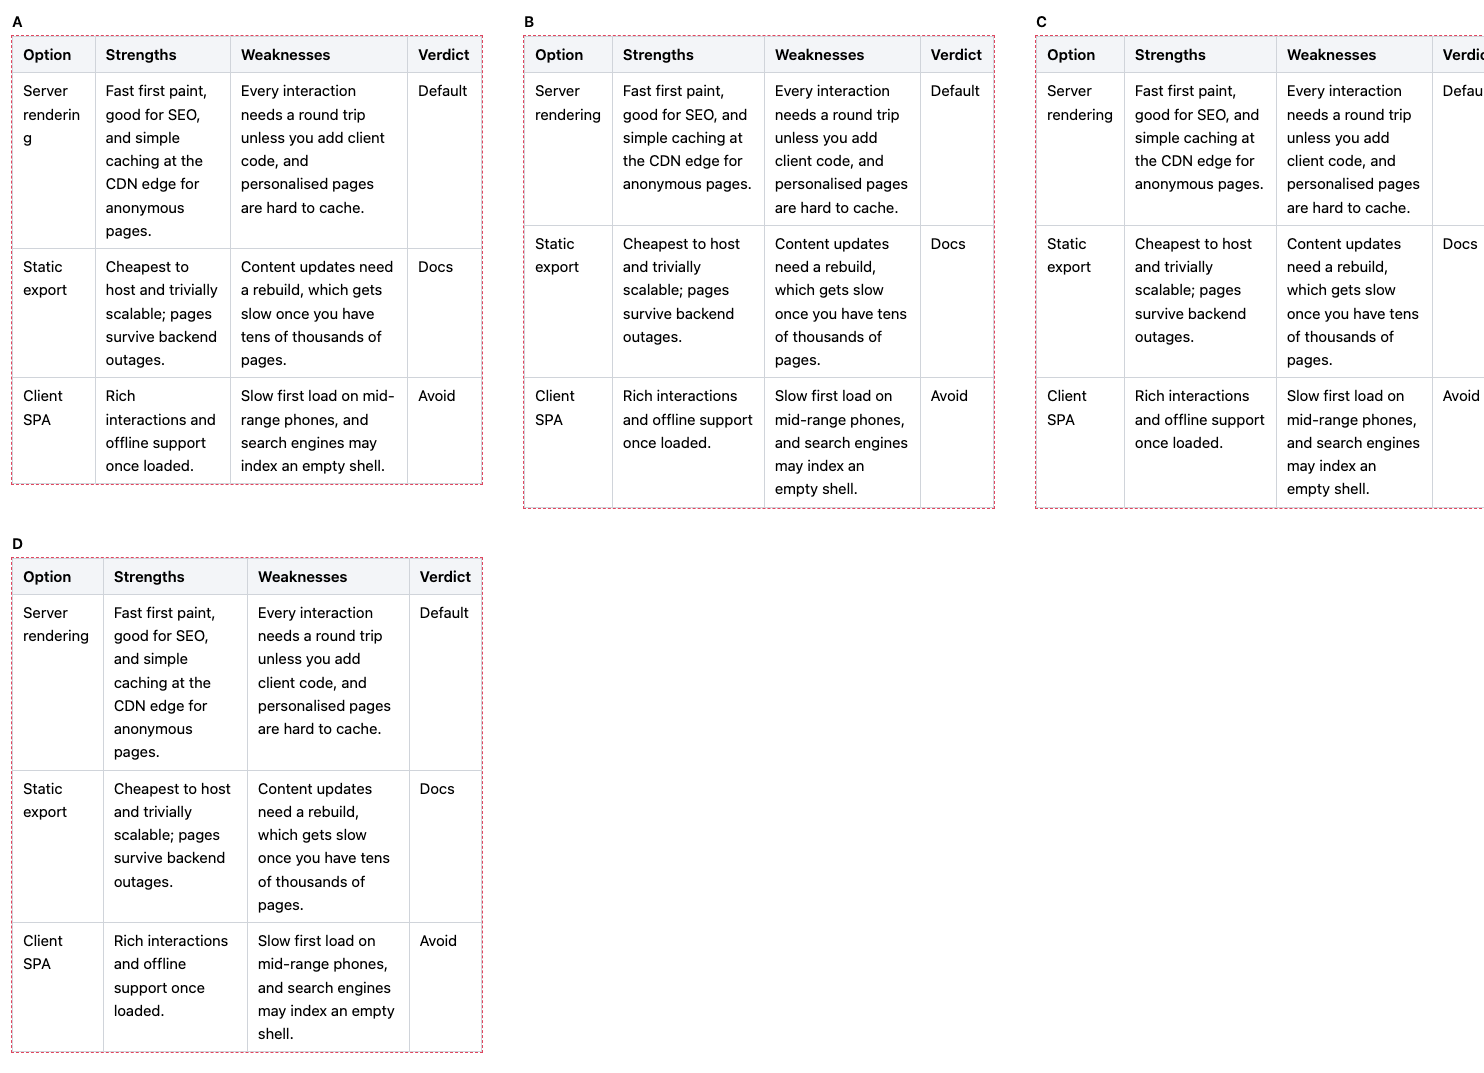 A
Option Strengths Weaknesses Verdict
Server
renderin
g
Fast first paint,
good for SEO,
and simple
caching at the
CDN edge for
anonymous
pages.
Every interaction
needs a round trip
unless you add client
code, and
personalised pages
are hard to cache.
Default
Static
export
Cheapest to
host and trivially
scalable; pages
survive backend
outages.
Content updates need
a rebuild, which gets
slow once you have
tens of thousands of
pages.
Docs
Client
SPA
Rich
interactions and
offline support
once loaded.
Slow first load on mid-
range phones, and
search engines may
index an empty shell.
Avoid
B
Option Strengths Weaknesses Verdict
Server
rendering
Fast first paint,
good for SEO, and
simple caching at
the CDN edge for
anonymous pages.
Every interaction
needs a round trip
unless you add
client code, and
personalised pages
are hard to cache.
Default
Static
export
Cheapest to host
and trivially
scalable; pages
survive backend
outages.
Content updates
need a rebuild,
which gets slow
once you have tens
of thousands of
pages.
Docs
Client
SPA
Rich interactions
and offline support
once loaded.
Slow first load on
mid-range phones,
and search engines
may index an
empty shell.
Avoid
C
Option Strengths Weaknesses Verdic
Server
rendering
Fast first paint,
good for SEO, and
simple caching at
the CDN edge for
anonymous pages.
Every interaction
needs a round trip
unless you add
client code, and
personalised pages
are hard to cache.
Defau
Static
export
Cheapest to host
and trivially
scalable; pages
survive backend
outages.
Content updates
need a rebuild,
which gets slow
once you have tens
of thousands of
pages.
Docs
Client
SPA
Rich interactions
and offline support
once loaded.
Slow first load on
mid-range phones,
and search engines
may index an
empty shell.
Avoid
D
Option Strengths Weaknesses Verdict
Server
rendering
Fast first paint,
good for SEO,
and simple
caching at the
CDN edge for
anonymous
pages.
Every interaction
needs a round trip
unless you add
client code, and
personalised pages
are hard to cache.
Default
Static
export
Cheapest to host
and trivially
scalable; pages
survive backend
outages.
Content updates
need a rebuild,
which gets slow
once you have tens
of thousands of
pages.
Docs
Client
SPA
Rich interactions
and offline
support once
loaded.
Slow first load on
mid-range phones,
and search engines
may index an empty
shell.
Avoid